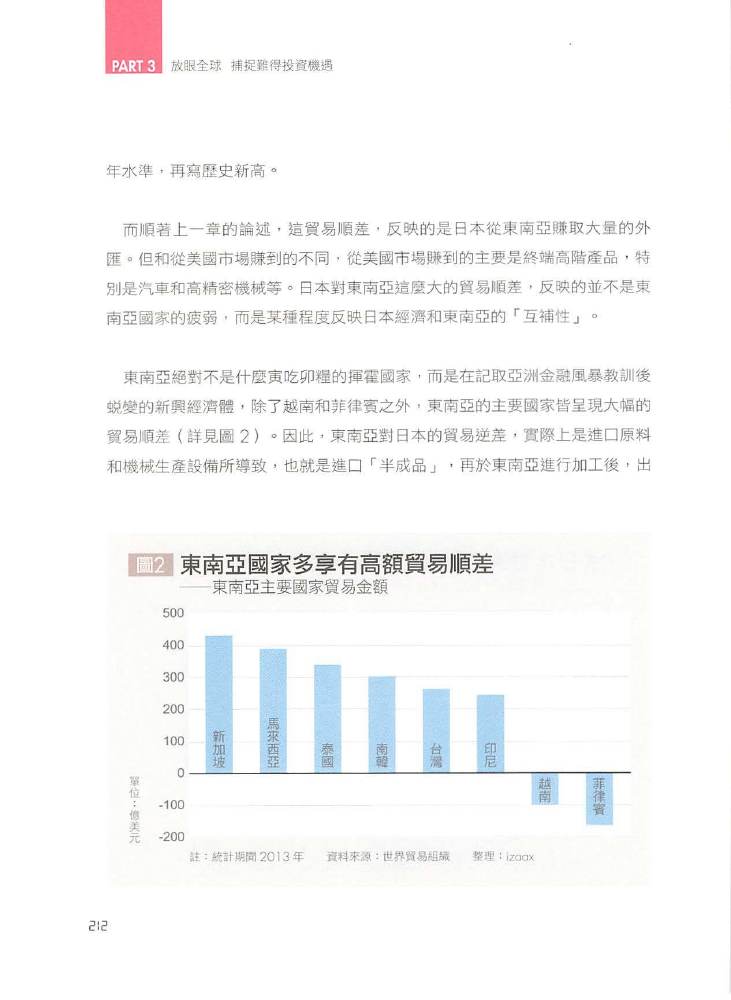 PART 3 放眼全球 捕捉難得投資機遇
年水準，再寫歷史新高。
而順著上一章的論述，這貿易順差，反映的是日本從東南亞賺取大量的外
匯。但和從美國市場賺到的不同，從美國市場賺到的主要是終端高階產品，特
別是汽車和高精密機械等。日本對東南亞這麼大的貿易順差，反映的並不是東
南亞國家的疲弱，而是某種程度反映日本經濟和東南亞的「互補性」。
東南亞絕對不是什麼寅吃卯糧的揮霍國家，而是在記取亞洲金融風暴教訓後
蛻變的新興經濟體，除了越南和菲律賓之外，東南亞的主要國家皆呈現大幅的
貿易順差（詳見圖 2）。因此，東南亞對日本的貿易逆差，實際上是進口原料
和機械生產設備所導致，也就是進口「半成品」，再於東南亞進行加工後，出
圖2 東南亞國家多享有高額貿易順差
——東南亞主要國家貿易金額
500
400
300
200
100
0
-100
-200
單位：億美元
新加坡
馬來西亞
泰國
南韓
台灣
印尼
越南
菲律賓
註：統計期間 2013 年 資料來源：世界貿易組織 整理：izaax
212